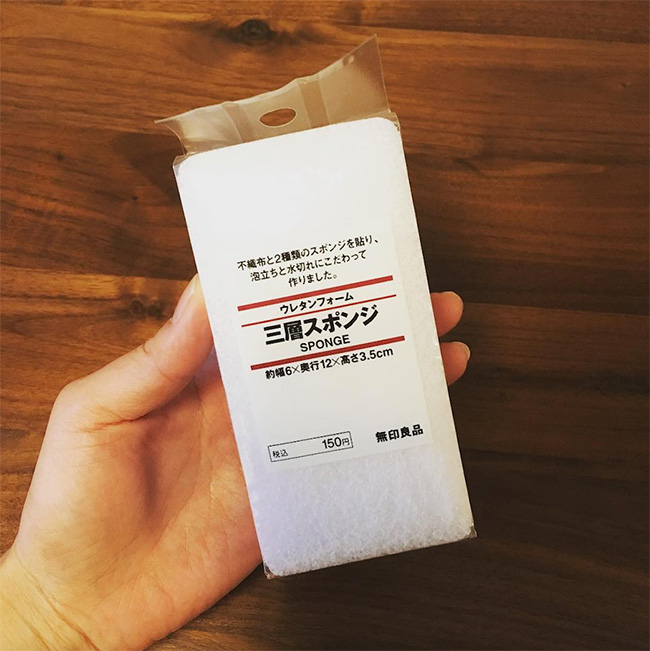 不織布と2種類のスポンジを貼り、
泡立ちと水切れにこだわって
作りました。
ウレタンフォーム
三層スポンジ
SPONGE
約幅6×奥行12×高さ3.5cm
税込 150円
無印良品